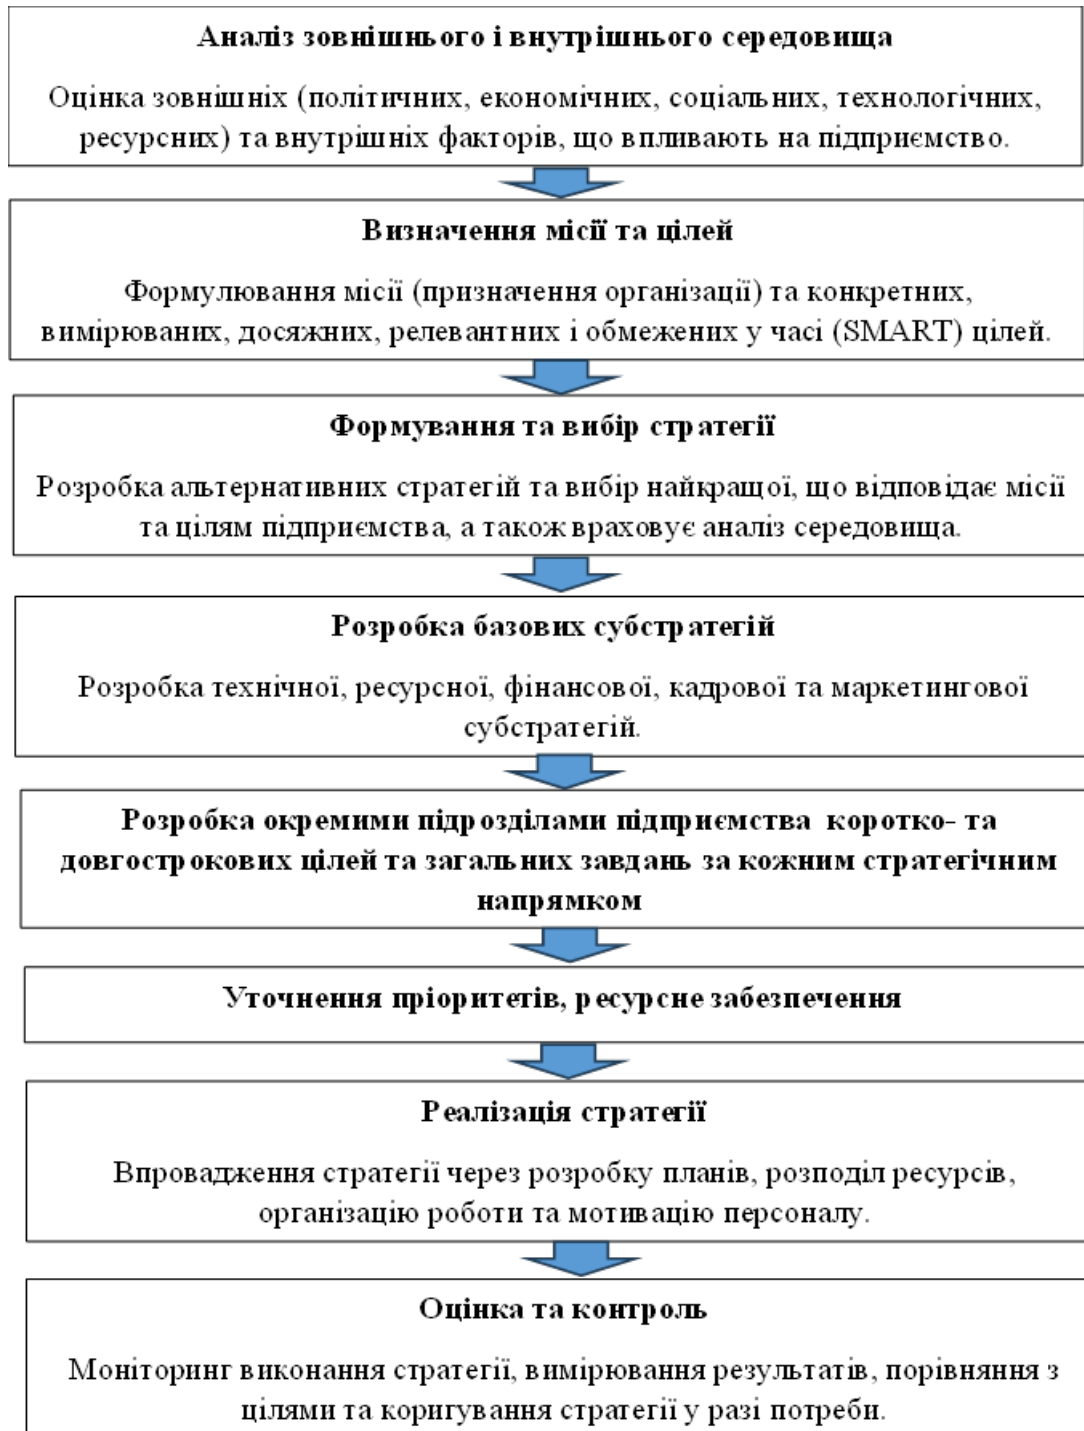 Аналіз зовнішнього і внутрішнього середовища
Оцінка зовнішніх (політичних, економічних, соціальних, технологічних,
ресурсних) та внутрішніх факторів, що впливають на підприємство.
Визначення місії та цілей
Формулювання місії (призначення організації) та конкретних,
вимірюваних, досяжних, релевантних і обмежених у часі (SMART) цілей.
Формування та вибір стратегії
Розробка альтернативних стратегій та вибір найкращої, що відповідає місії
та цілям підприємства, а також враховує аналіз середовища.
Розробка базових субстратегій
Розробка технічної, ресурсної, фінансової, кадрової та маркетингової
субстратегій.
Розробка окремими підрозділами підприємства коротко- та
довгострокових цілей та загальних завдань за кожним стратегічним
напрямком
Уточнення пріоритетів, ресурсне забезпечення
Реалізація стратегії
Впровадження стратегії через розробку планів, розподіл ресурсів,
організацію роботи та мотивацію персоналу.
Оцінка та контроль
Моніторинг виконання стратегії, вимірювання результатів, порівняння з
цілями та коригування стратегії у разі потреби.